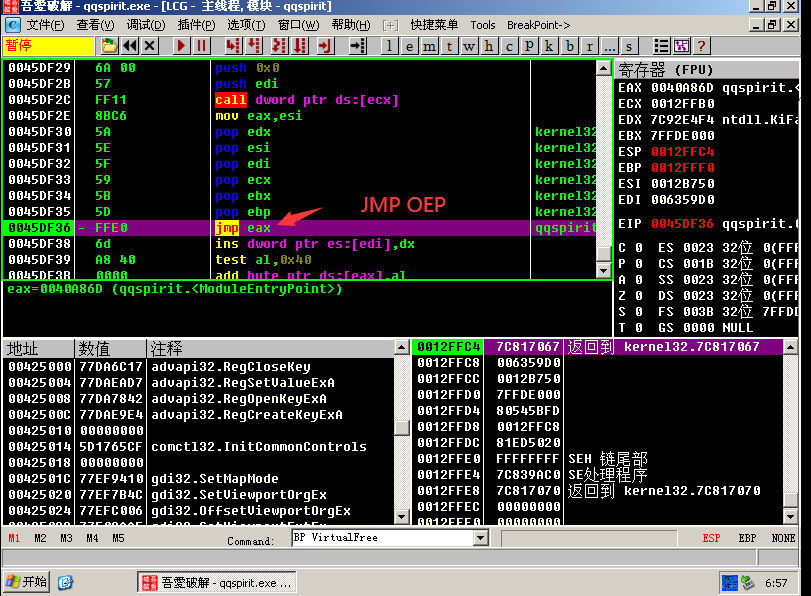 吾爱破解 - qqspirit.exe - [LCG - 主线程, 模块 - qqspirit]
C 文件(F) 查看(V) 调试(D) 插件(P) 选项(T) 窗口(W) 帮助(H) [+] 快捷菜单 Tools BreakPoint->
暂停 l e m t w h c p k b r ... s ?
0045DF29 6A 00 push 0x0
0045DF2B 57 push edi
0045DF2C FF11 call dword ptr ds:[ecx]
0045DF2E 8BC6 mov eax,esi
0045DF30 5A pop edx kernel32
0045DF31 5E pop esi kernel32
0045DF32 5F pop edi kernel32
0045DF33 59 pop ecx kernel32
0045DF34 5B pop ebx kernel32
0045DF35 5D pop ebp kernel32
0045DF36 - FFE0 jmp eax qqspirit
0045DF38 6d ins dword ptr es:[edi],dx
0045DF39 A8 40 test al,0x40
0045DF3B 0000 add byte ptr ds:[eax],al
JMP OEP
eax=0040A86D (qqspirit.<ModuleEntryPoint>)
寄存器 (FPU)
EAX 0040A86D qqspirit.<
ECX 0012FFB0
EDX 7C92E4F4 ntdll.KiFa
EBX 7FFDE000
ESP 0012FFC4
EBP 0012FFF0
ESI 0012B750
EDI 006359D0
EIP 0045DF36 qqspirit.
C 0 ES 0023 32位 0(FFF
P 0 CS 001B 32位 0(FFF
A 0 SS 0023 32位 0(FFF
Z 0 DS 0023 32位 0(FFF
S 0 FS 003B 32位 7FFDD
T 0 GS 0000 NULL
地址 数值 注释
00425000 77DA6C17 advapi32.RegCloseKey
00425004 77DAEAD7 advapi32.RegSetValueExA
00425008 77DA7842 advapi32.RegOpenKeyExA
0042500C 77DAE9E4 advapi32.RegCreateKeyExA
00425010 00000000
00425014 5D1765CF comctl32.InitCommonControls
00425018 00000000
0042501C 77EF9410 gdi32.SetMapMode
00425020 77EF7B4C gdi32.SetViewportOrgEx
00425024 77EFC006 gdi32.OffsetViewportOrgEx
0012FFC4 7C817067 返回到 kernel32.7C817067
0012FFC8 006359D0
0012FFCC 0012B750
0012FFD0 7FFDE000
0012FFD4 80545BFD
0012FFD8 0012FFC8
0012FFDC 81ED5020
0012FFE0 FFFFFFFF SEH 链尾部
0012FFE4 7C839AC0 SE处理程序
0012FFE8 7C817070 返回到 kernel32.7C817070
0012FFEC 00000000
0012FFF0 00000000
M1 M2 M3 M4 M5 Command: BP VirtualFree ESP EBP NONE
开始 吾愛破解 - qqspirit.exe ... 6:57